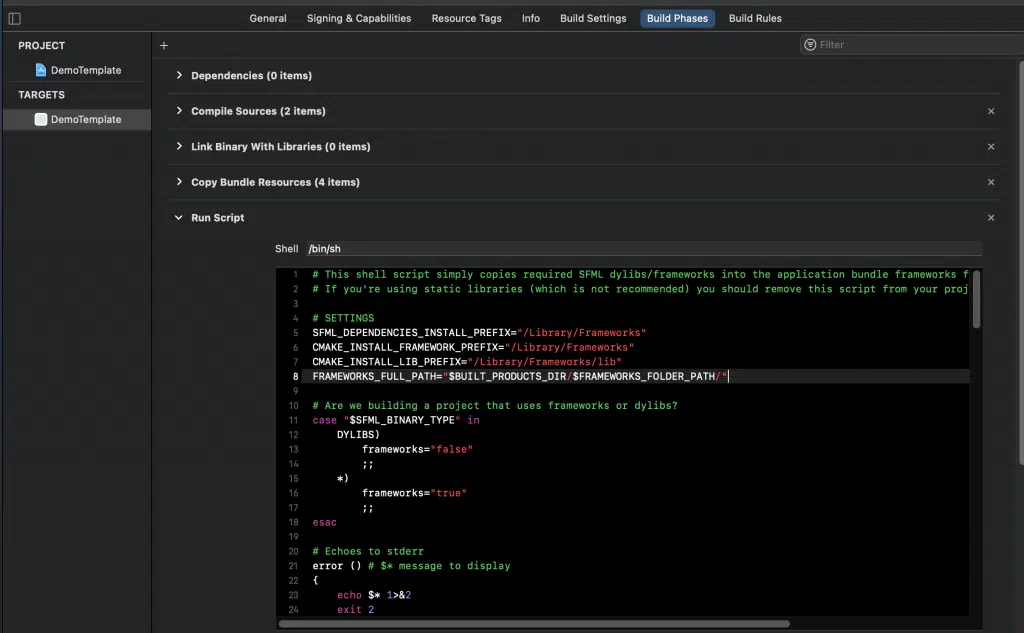 General Signing & Capabilities Resource Tags Info Build Settings Build Phases Build Rules
PROJECT
DemoTemplate
TARGETS
DemoTemplate
+ Filter
Dependencies (0 items)
Compile Sources (2 items) ×
Link Binary With Libraries (0 items) ×
Copy Bundle Resources (4 items) ×
Run Script ×
Shell /bin/sh
1 # This shell script simply copies required SFML dylibs/frameworks into the application bundle frameworks f
2 # If you're using static libraries (which is not recommended) you should remove this script from your proj
3
4 # SETTINGS
5 SFML_DEPENDENCIES_INSTALL_PREFIX="/Library/Frameworks"
6 CMAKE_INSTALL_FRAMEWORK_PREFIX="/Library/Frameworks"
7 CMAKE_INSTALL_LIB_PREFIX="/Library/Frameworks/lib"
8 FRAMEWORKS_FULL_PATH="$BUILT_PRODUCTS_DIR/$FRAMEWORKS_FOLDER_PATH/"
9
10 # Are we building a project that uses frameworks or dylibs?
11 case "$SFML_BINARY_TYPE" in
12 DYLIBS)
13 frameworks="false"
14 ;;
15 *)
16 frameworks="true"
17 ;;
18 esac
19
20 # Echoes to stderr
21 error () # $* message to display
22 {
23 echo $* 1>&2
24 exit 2